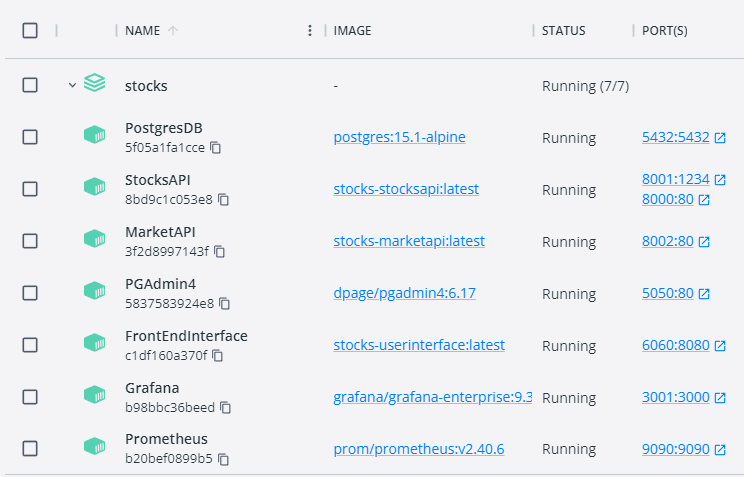 NAME IMAGE STATUS PORT(S)
stocks - Running (7/7)
PostgresDB
5f05a1fa1cce
postgres:15.1-alpine Running 5432:5432
StocksAPI
8bd9c1c053e8
stocks-stocksapi:latest Running 8001:1234
8000:80
MarketAPI
3f2d8997143f
stocks-marketapi:latest Running 8002:80
PGAdmin4
5837583924e8
dpage/pgadmin4:6.17 Running 5050:80
FrontEndInterface
c1df160a370f
stocks-userinterface:latest Running 6060:8080
Grafana
b98bbc36beed
grafana/grafana-enterprise:9.3 Running 3001:3000
Prometheus
b20bef0899b5
prom/prometheus:v2.40.6 Running 9090:9090